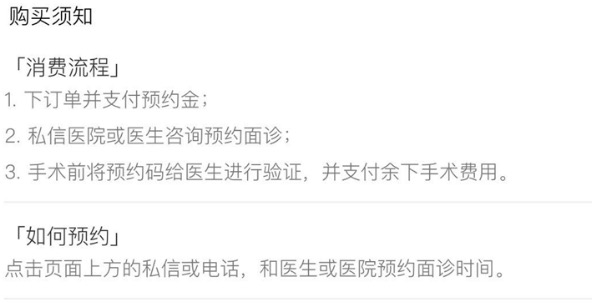 购买须知
「消费流程」
1. 下订单并支付预约金；
2. 私信医院或医生咨询预约面诊；
3. 手术前将预约码给医生进行验证，并支付余下手术费用。
「如何预约」
点击页面上方的私信或电话，和医生或医院预约面诊时间。